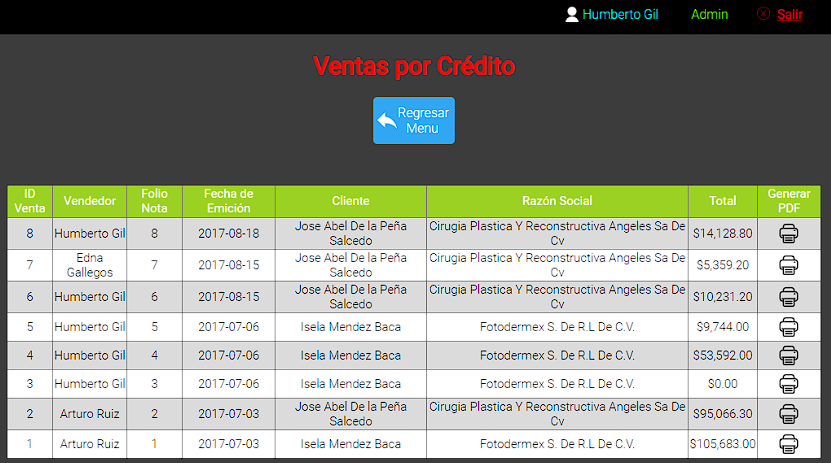 Humberto Gil Admin Salir
Ventas por Crédito
Regresar
Menu
ID Venta Vendedor Folio Nota Fecha de Emición Cliente Razón Social Total Generar PDF
8 Humberto Gil 8 2017-08-18 Jose Abel De la Peña Salcedo Cirugia Plastica Y Reconstructiva Angeles Sa De Cv $14,128.80
7 Edna Gallegos 7 2017-08-15 Jose Abel De la Peña Salcedo Cirugia Plastica Y Reconstructiva Angeles Sa De Cv $5,359.20
6 Humberto Gil 6 2017-08-15 Jose Abel De la Peña Salcedo Cirugia Plastica Y Reconstructiva Angeles Sa De Cv $10,231.20
5 Humberto Gil 5 2017-07-06 Isela Mendez Baca Fotodermex S. De R.L De C.V. $9,744.00
4 Humberto Gil 4 2017-07-06 Isela Mendez Baca Fotodermex S. De R.L De C.V. $53,592.00
3 Humberto Gil 3 2017-07-06 Isela Mendez Baca Fotodermex S. De R.L De C.V. $0.00
2 Arturo Ruiz 2 2017-07-03 Jose Abel De la Peña Salcedo Cirugia Plastica Y Reconstructiva Angeles Sa De Cv $95,066.30
1 Arturo Ruiz 1 2017-07-03 Isela Mendez Baca Fotodermex S. De R.L De C.V. $105,683.00